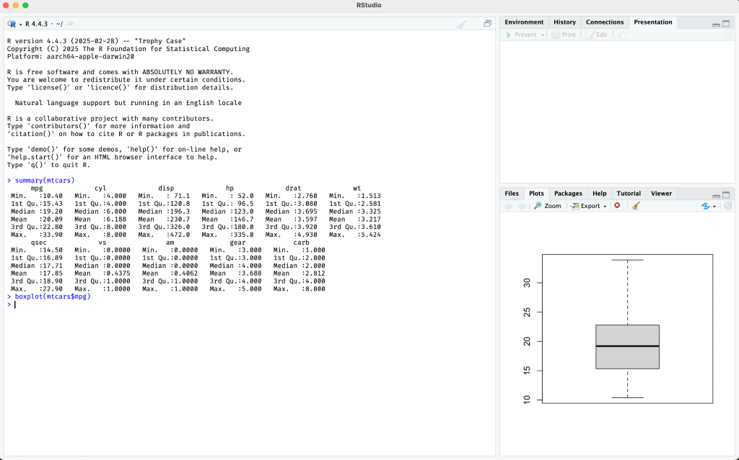 RStudio
R 4.4.3 · ~/
R version 4.4.3 (2025-02-28) -- "Trophy Case"
Copyright (C) 2025 The R Foundation for Statistical Computing
Platform: aarch64-apple-darwin20
R is free software and comes with ABSOLUTELY NO WARRANTY.
You are welcome to redistribute it under certain conditions.
Type 'license()' or 'licence()' for distribution details.
Natural language support but running in an English locale
R is a collaborative project with many contributors.
Type 'contributors()' for more information and
'citation()' on how to cite R or R packages in publications.
Type 'demo()' for some demos, 'help()' for on-line help, or
'help.start()' for an HTML browser interface to help.
Type 'q()' to quit R.
> summary(mtcars)
mpg cyl disp hp drat wt
Min. :10.40 Min. :4.000 Min. : 71.1 Min. : 52.0 Min. :2.760 Min. :1.513
1st Qu.:15.43 1st Qu.:4.000 1st Qu.:120.8 1st Qu.: 96.5 1st Qu.:3.080 1st Qu.:2.581
Median :19.20 Median :6.000 Median :196.3 Median :123.0 Median :3.695 Median :3.325
Mean :20.09 Mean :6.188 Mean :230.7 Mean :146.7 Mean :3.597 Mean :3.217
3rd Qu.:22.80 3rd Qu.:8.000 3rd Qu.:326.0 3rd Qu.:180.0 3rd Qu.:3.920 3rd Qu.:3.610
Max. :33.90 Max. :8.000 Max. :472.0 Max. :335.0 Max. :4.930 Max. :5.424
qsec vs am gear carb
Min. :14.50 Min. :0.0000 Min. :0.0000 Min. :3.000 Min. :1.000
1st Qu.:16.89 1st Qu.:0.0000 1st Qu.:0.0000 1st Qu.:3.000 1st Qu.:2.000
Median :17.71 Median :0.0000 Median :0.0000 Median :4.000 Median :2.000
Mean :17.85 Mean :0.4375 Mean :0.4062 Mean :3.688 Mean :2.812
3rd Qu.:18.90 3rd Qu.:1.0000 3rd Qu.:1.0000 3rd Qu.:4.000 3rd Qu.:4.000
Max. :22.90 Max. :1.0000 Max. :1.0000 Max. :5.000 Max. :8.000
> boxplot(mtcars$mpg)
>
Environment History Connections Presentation
Present Print Edit
Files Plots Packages Help Tutorial Viewer
Zoom Export
30
25
20
15
10